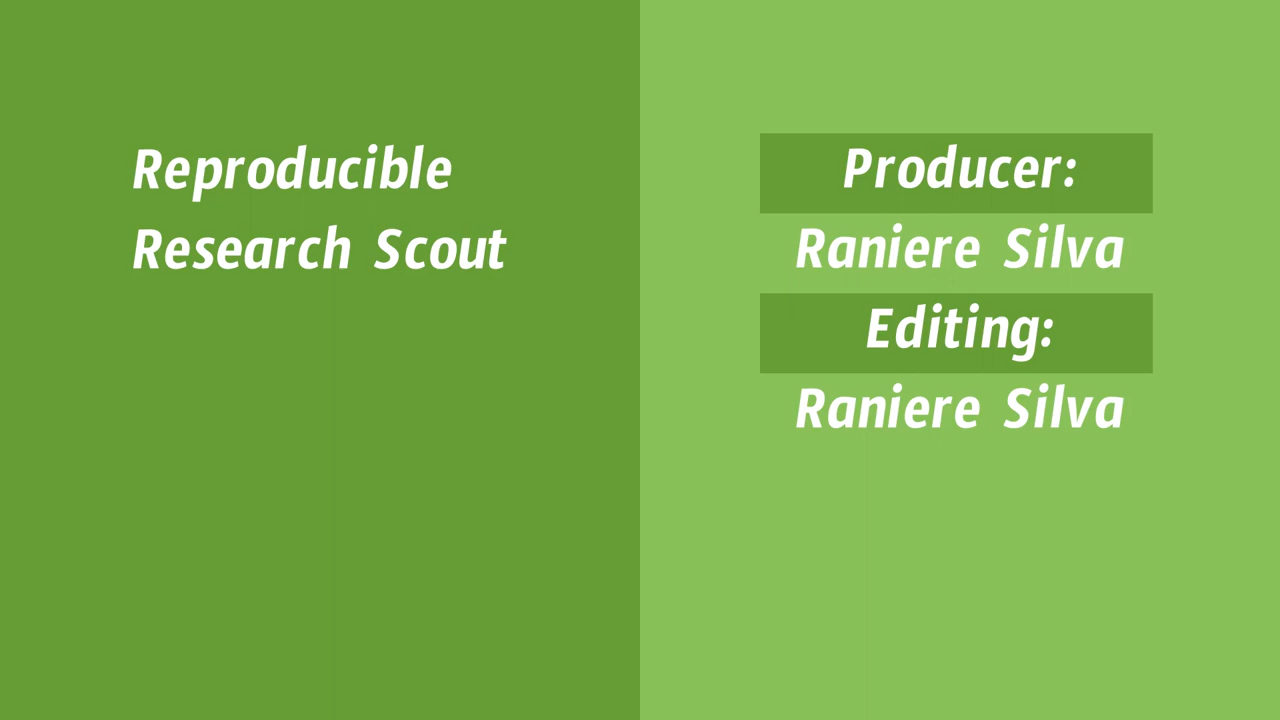 Reproducible
Research Scout
Producer:
Raniere Silva
Editing:
Raniere Silva